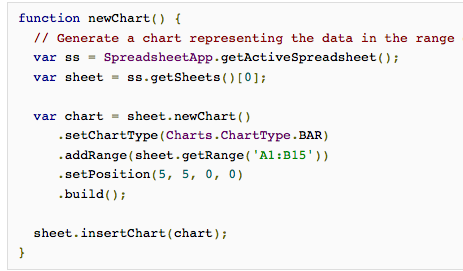 function newChart() {
  // Generate a chart representing the data in the range
  var ss = SpreadsheetApp.getActiveSpreadsheet();
  var sheet = ss.getSheets()[0];

  var chart = sheet.newChart()
     .setChartType(Charts.ChartType.BAR)
     .addRange(sheet.getRange('A1:B15'))
     .setPosition(5, 5, 0, 0)
     .build();

  sheet.insertChart(chart);
}